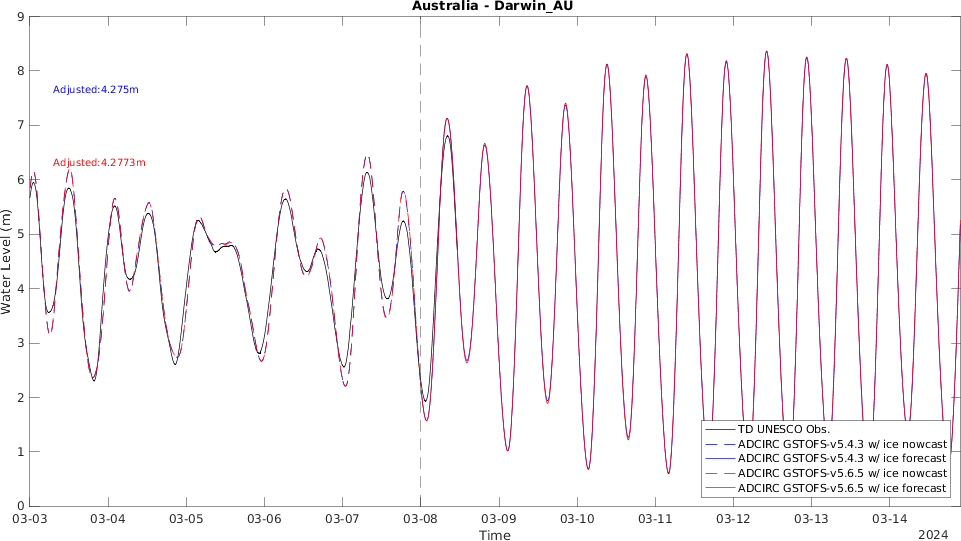 Australia - Darwin_AU
9
8
7
6
5
4
3
2
1
0
Water Level (m)
Adjusted:4.275m
Adjusted:4.2773m
TD UNESCO Obs.
ADCIRC GSTOFS-v5.4.3 w/ ice nowcast
ADCIRC GSTOFS-v5.4.3 w/ ice forecast
ADCIRC GSTOFS-v5.6.5 w/ ice nowcast
ADCIRC GSTOFS-v5.6.5 w/ ice forecast
03-03 03-04 03-05 03-06 03-07 03-08 03-09 03-10 03-11 03-12 03-13 03-14
Time
2024